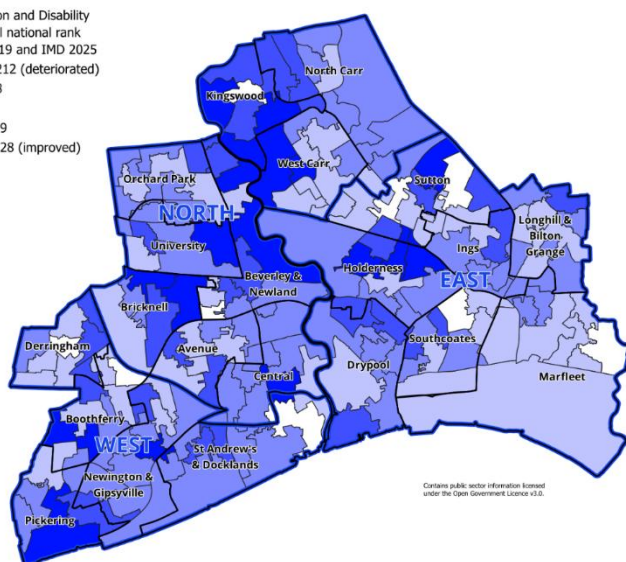 on and Disability
l national rank
19 and IMD 2025
212 (deteriorated)
3
9
28 (improved)
North Carr
Kingswood
West Carr
Sutton
Orchard Park
NORTH
Longhill &
Bilton
Grange
University
Ings
Holderness
EAST
Beverley &
Newland
Bricknell
Derringham
Avenue
Southcoates
Drypool
Central
Marfleet
Boothferry
WEST
St Andrew's
& Docklands
Newington &
Gipsyville
Pickering
Contains public sector information licensed
under the Open Government Licence v3.0.